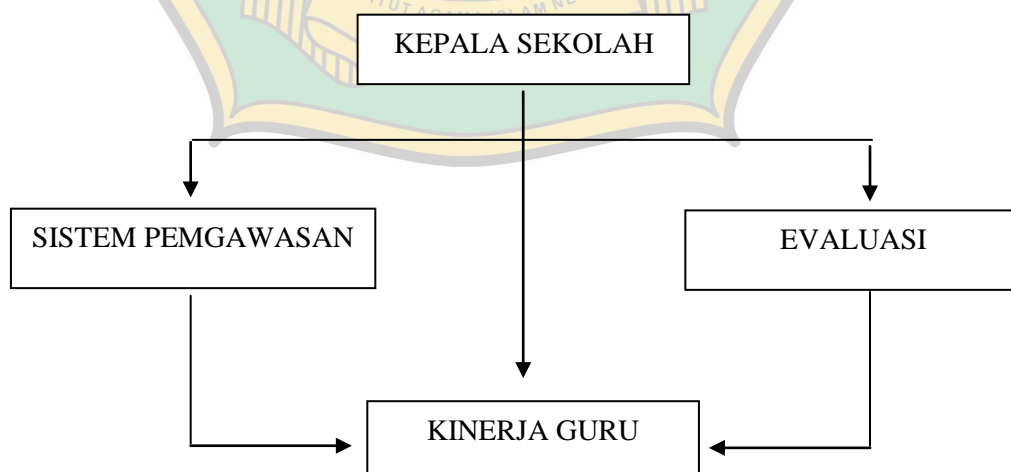 KEPALA SEKOLAH
SISTEM PEMGAWASAN
EVALUASI
KINERJA GURU